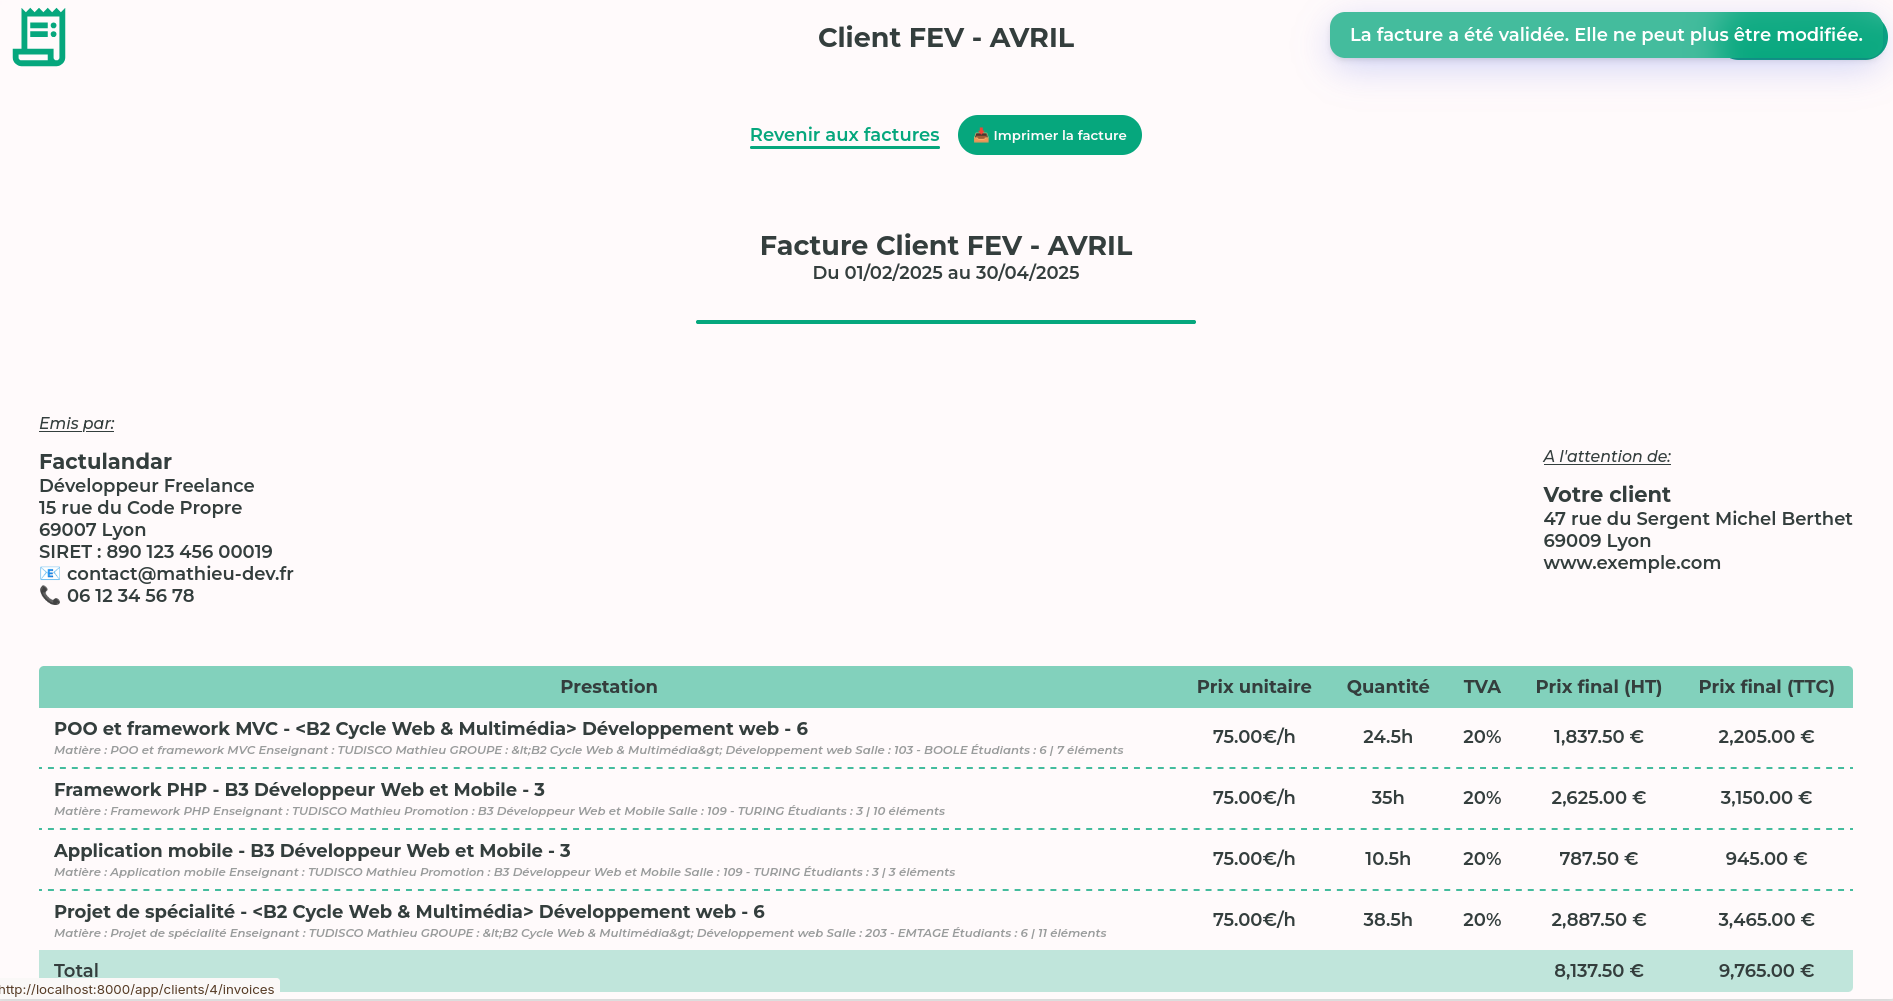 Client FEV - AVRIL
La facture a été validée. Elle ne peut plus être modifiée.
Revenir aux factures
Imprimer la facture
Facture Client FEV - AVRIL
Du 01/02/2025 au 30/04/2025
Emis par:
Factulandar
Développeur Freelance
15 rue du Code Propre
69007 Lyon
SIRET : 890 123 456 00019
contact@mathieu-dev.fr
06 12 34 56 78
A l'attention de:
Votre client
47 rue du Sergent Michel Berthet
69009 Lyon
www.exemple.com
Prestation Prix unitaire Quantité TVA Prix final (HT) Prix final (TTC)
POO et framework MVC - <B2 Cycle Web & Multimédia> Développement web - 6
Matière : POO et framework MVC Enseignant : TUDISCO Mathieu GROUPE : &lt;B2 Cycle Web & Multimédia&gt; Développement web Salle : 103 - BOOLE Étudiants : 6 | 7 éléments
75.00€/h 24.5h 20% 1,837.50 € 2,205.00 €
Framework PHP - B3 Développeur Web et Mobile - 3
Matière : Framework PHP Enseignant : TUDISCO Mathieu Promotion : B3 Développeur Web et Mobile Salle : 109 - TURING Étudiants : 3 | 10 éléments
75.00€/h 35h 20% 2,625.00 € 3,150.00 €
Application mobile - B3 Développeur Web et Mobile - 3
Matière : Application mobile Enseignant : TUDISCO Mathieu Promotion : B3 Développeur Web et Mobile Salle : 109 - TURING Étudiants : 3 | 3 éléments
75.00€/h 10.5h 20% 787.50 € 945.00 €
Projet de spécialité - <B2 Cycle Web & Multimédia> Développement web - 6
Matière : Projet de spécialité Enseignant : TUDISCO Mathieu GROUPE : &lt;B2 Cycle Web & Multimédia&gt; Développement web Salle : 203 - EMTAGE Étudiants : 6 | 11 éléments
75.00€/h 38.5h 20% 2,887.50 € 3,465.00 €
Total 8,137.50 € 9,765.00 €
http://localhost:8000/app/clients/4/invoices